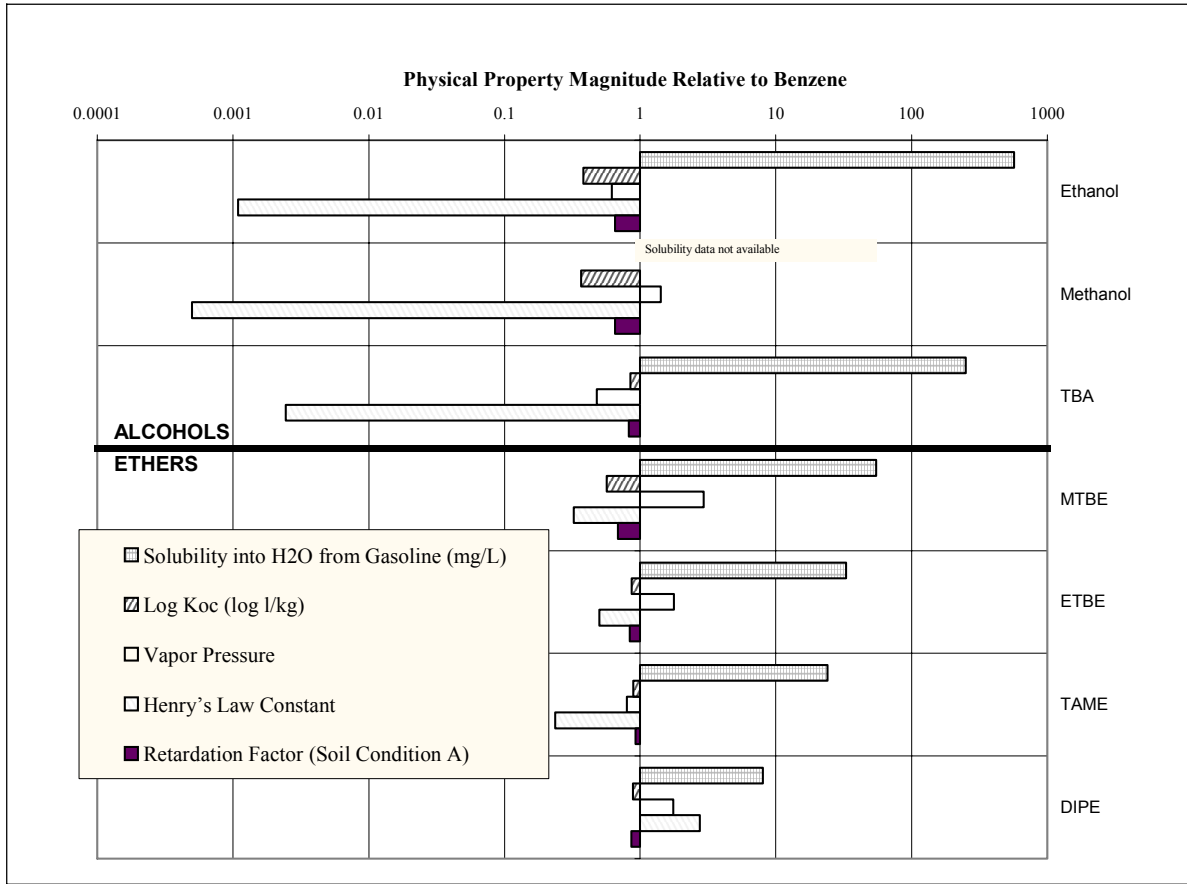 Physical Property Magnitude Relative to Benzene
0.0001 0.001 0.01 0.1 1 10 100 1000
Ethanol
Solubility data not available
Methanol
TBA
ALCOHOLS
ETHERS
MTBE
Solubility into H2O from Gasoline (mg/L)
Log Koc (log l/kg)
Vapor Pressure
Henry’s Law Constant
Retardation Factor (Soil Condition A)
ETBE
TAME
DIPE